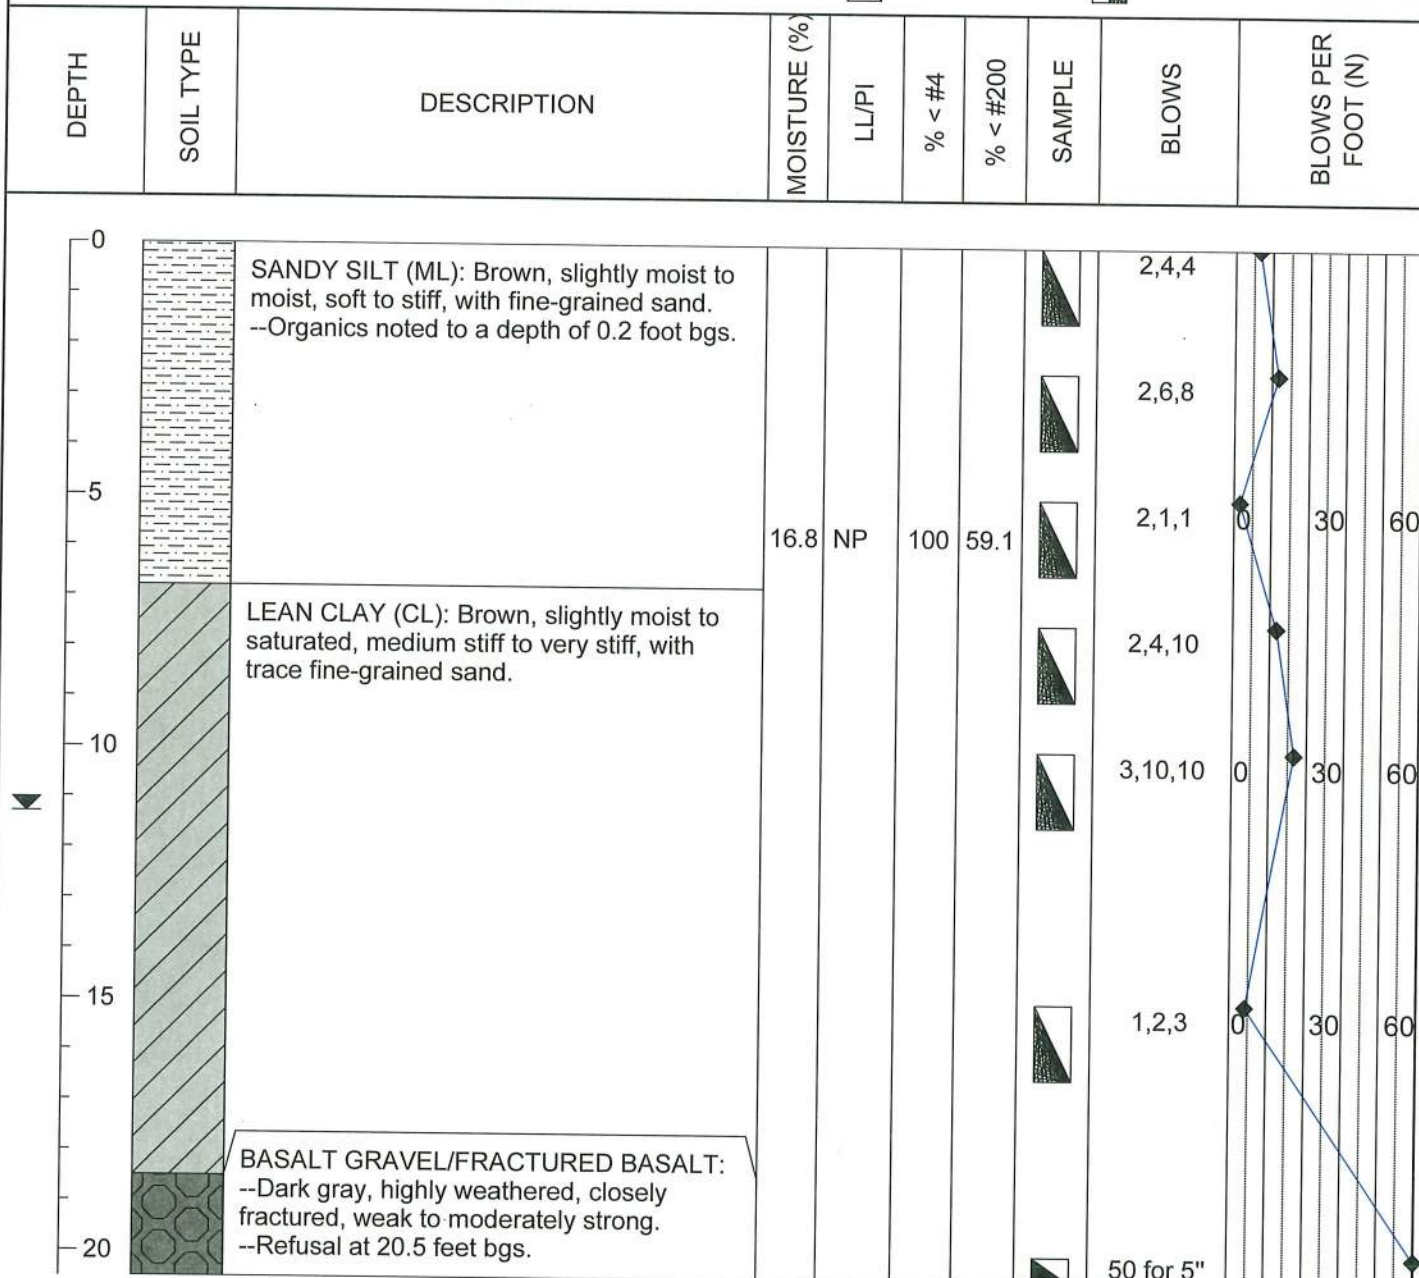 DEPTH
SOIL TYPE
DESCRIPTION
MOISTURE (%)
LL/PI
% < #4
% < #200
SAMPLE
BLOWS
BLOWS PER
FOOT (N)
0
SANDY SILT (ML): Brown, slightly moist to
moist, soft to stiff, with fine-grained sand.
--Organics noted to a depth of 0.2 foot bgs.
2,4,4
2,6,8
5
16.8 NP 100 59.1
2,1,1
0 30 60
LEAN CLAY (CL): Brown, slightly moist to
saturated, medium stiff to very stiff, with
trace fine-grained sand.
2,4,10
10
3,10,10
0 30 60
15
1,2,3
0 30 60
BASALT GRAVEL/FRACTURED BASALT:
--Dark gray, highly weathered, closely
fractured, weak to moderately strong.
--Refusal at 20.5 feet bgs.
20
50 for 5"